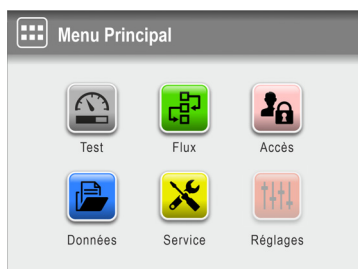 Menu Principal
Test
Flux
Accès
Données
Service
Réglages